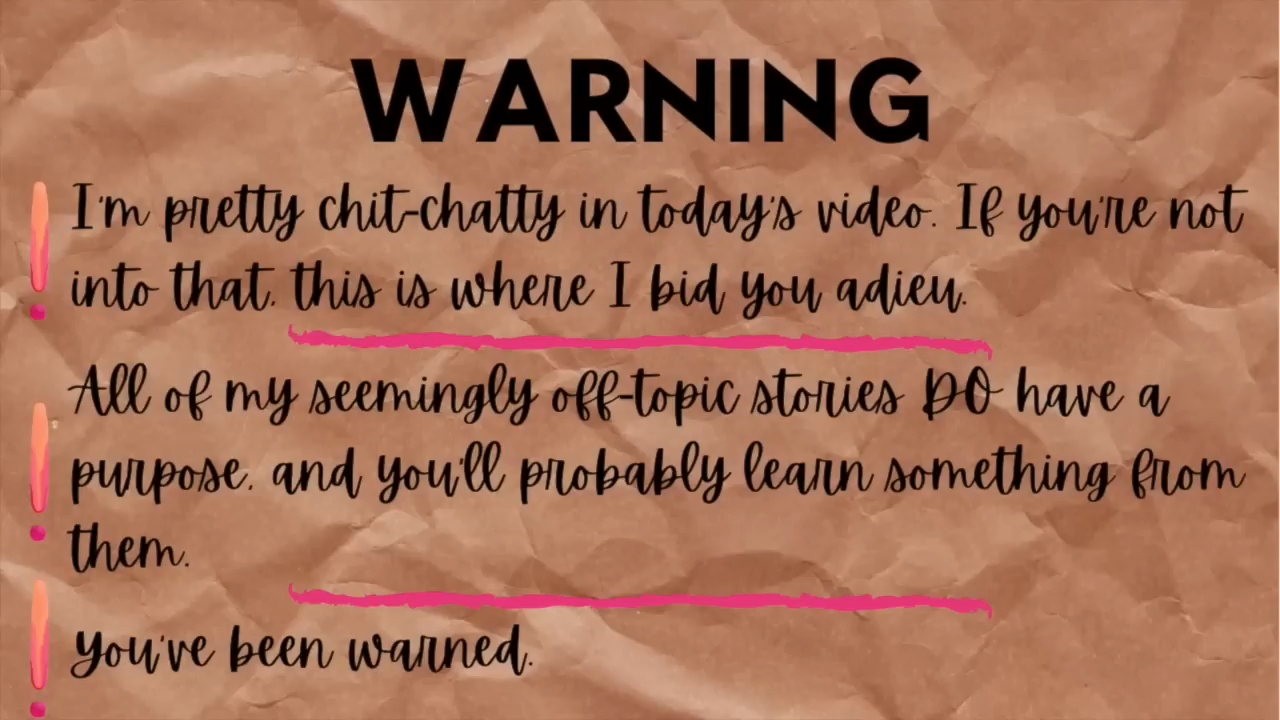 WARNING
I'm pretty chit-chatty in today's video. If you're not
into that, this is where I bid you adieu.
All of my seemingly off-topic stories DO have a
purpose, and you'll probably learn something from
them.
You've been warned.